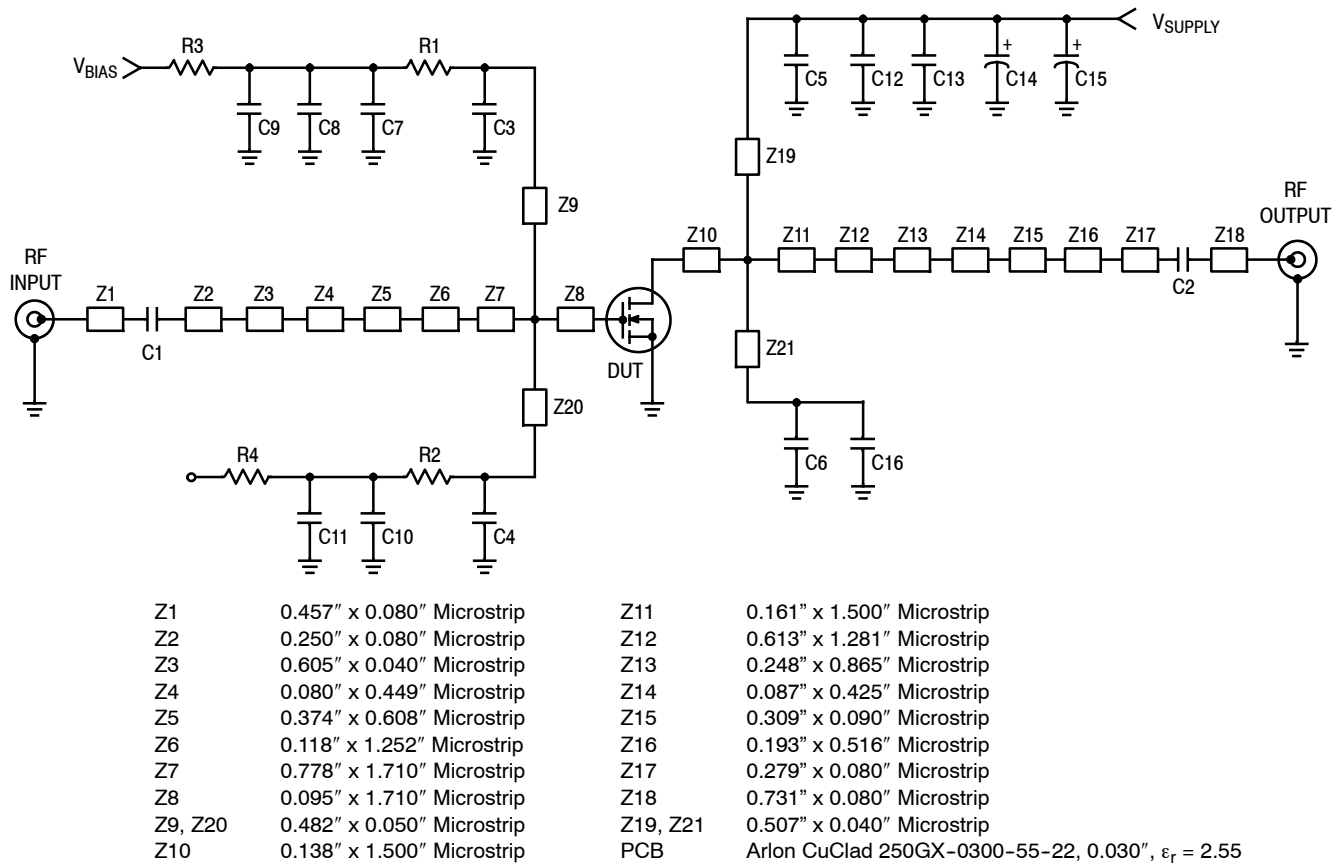 V_SUPPLY
R3 R1
V_BIAS
C5 C12 C13 + C14 + C15
C9 C8 C7 C3
Z19
Z9
RF
OUTPUT
Z10 Z11 Z12 Z13 Z14 Z15 Z16 Z17 Z18
RF
INPUT
C2
Z1 Z2 Z3 Z4 Z5 Z6 Z7 Z8
C1
Z21
DUT
Z20
R4 R2
C6 C16
C11 C10 C4
Z1 0.457″ x 0.080″ Microstrip Z11 0.161” x 1.500″ Microstrip
Z2 0.250″ x 0.080″ Microstrip Z12 0.613” x 1.281″ Microstrip
Z3 0.605″ x 0.040″ Microstrip Z13 0.248” x 0.865″ Microstrip
Z4 0.080″ x 0.449″ Microstrip Z14 0.087” x 0.425″ Microstrip
Z5 0.374″ x 0.608″ Microstrip Z15 0.309” x 0.090″ Microstrip
Z6 0.118″ x 1.252″ Microstrip Z16 0.193” x 0.516″ Microstrip
Z7 0.778″ x 1.710″ Microstrip Z17 0.279” x 0.080″ Microstrip
Z8 0.095″ x 1.710″ Microstrip Z18 0.731” x 0.080″ Microstrip
Z9, Z20 0.482″ x 0.050″ Microstrip Z19, Z21 0.507” x 0.040″ Microstrip
Z10 0.138″ x 1.500″ Microstrip PCB Arlon CuClad 250GX-0300-55-22, 0.030″, εr = 2.55